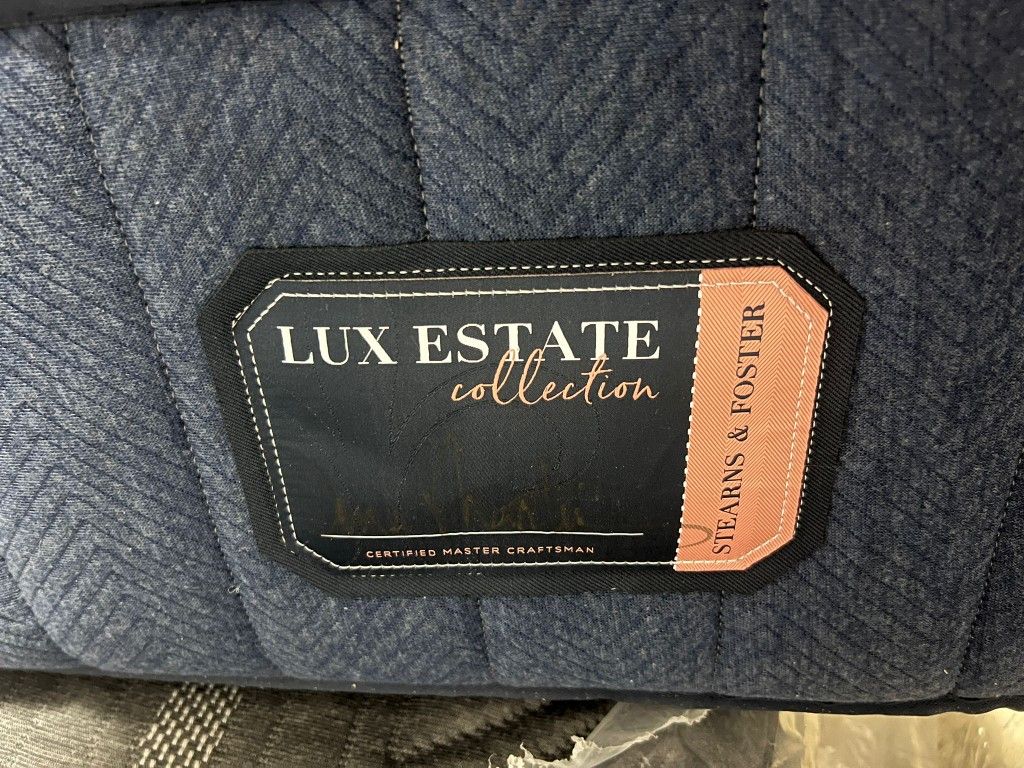 LUX ESTATE
collection
CERTIFIED MASTER CRAFTSMAN
STEARNS & FOSTER